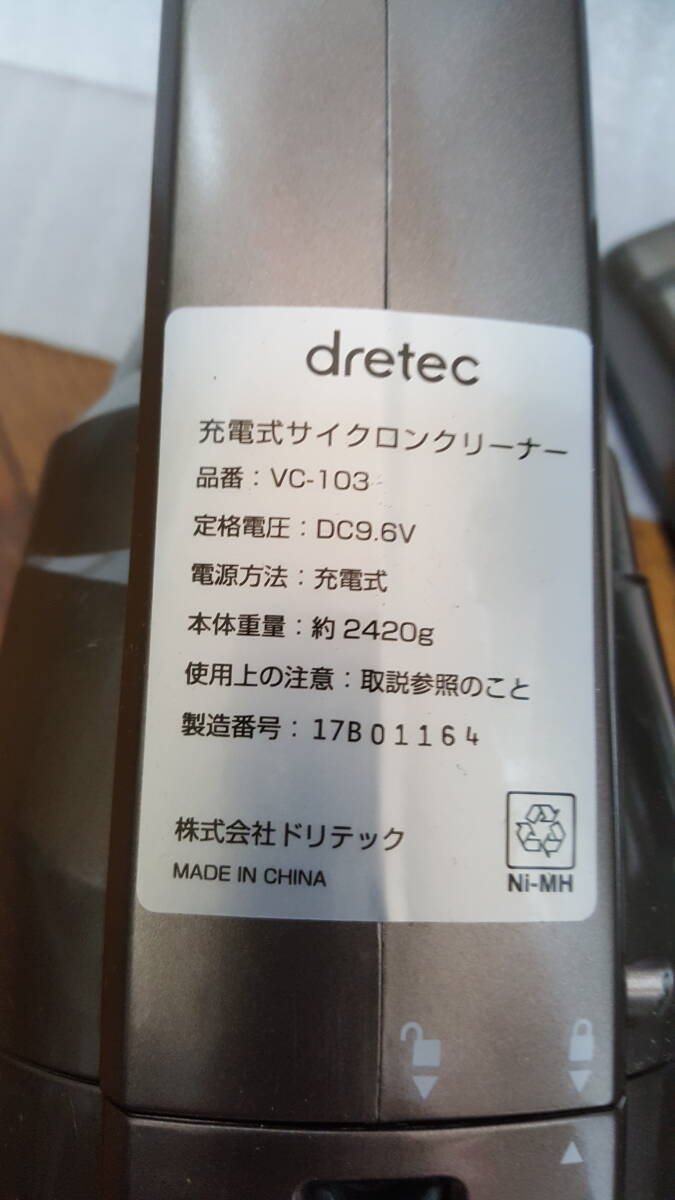 dretec
充電式サイクロンクリーナー
品番：VC-103
定格電圧：DC9.6V
電源方法：充電式
本体重量：約2420g
使用上の注意：取説参照のこと
製造番号：17B01164
株式会社ドリテック
MADE IN CHINA
Ni-MH